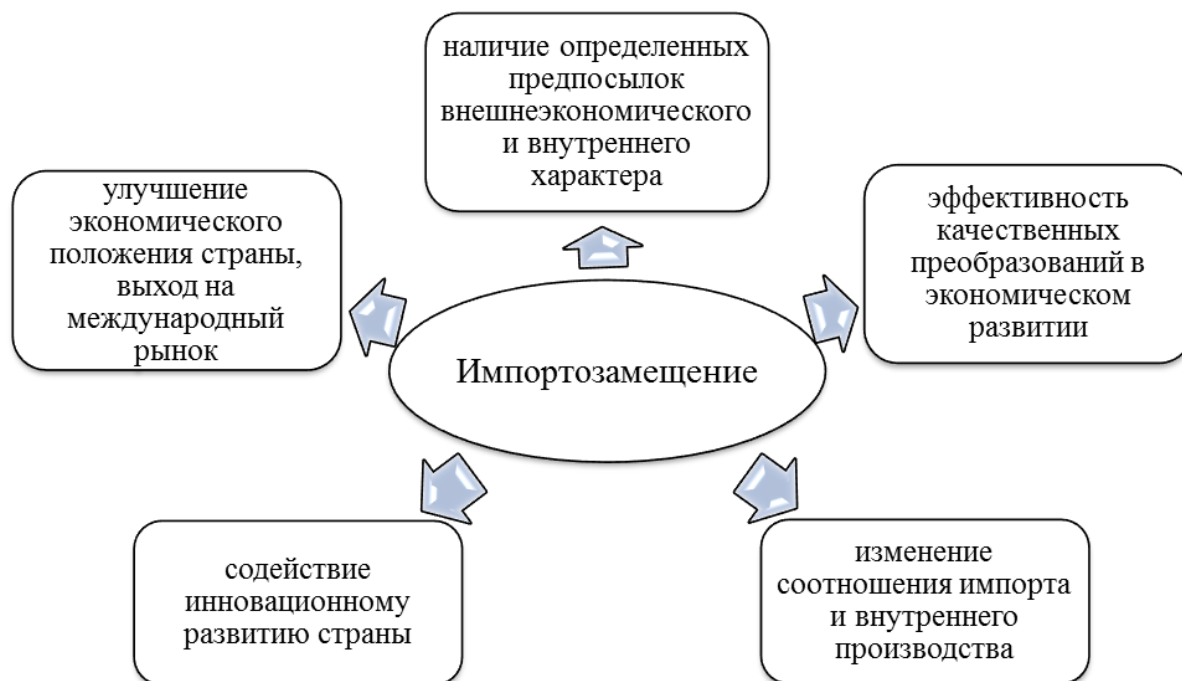 наличие определенных
предпосылок
внешнеэкономического
и внутреннего
характера
улучшение
экономического
положения страны,
выход на
международный
рынок
эффективность
качественных
преобразований в
экономическом
развитии
Импортозамещение
содействие
инновационному
развитию страны
изменение
соотношения импорта
и внутреннего
производства